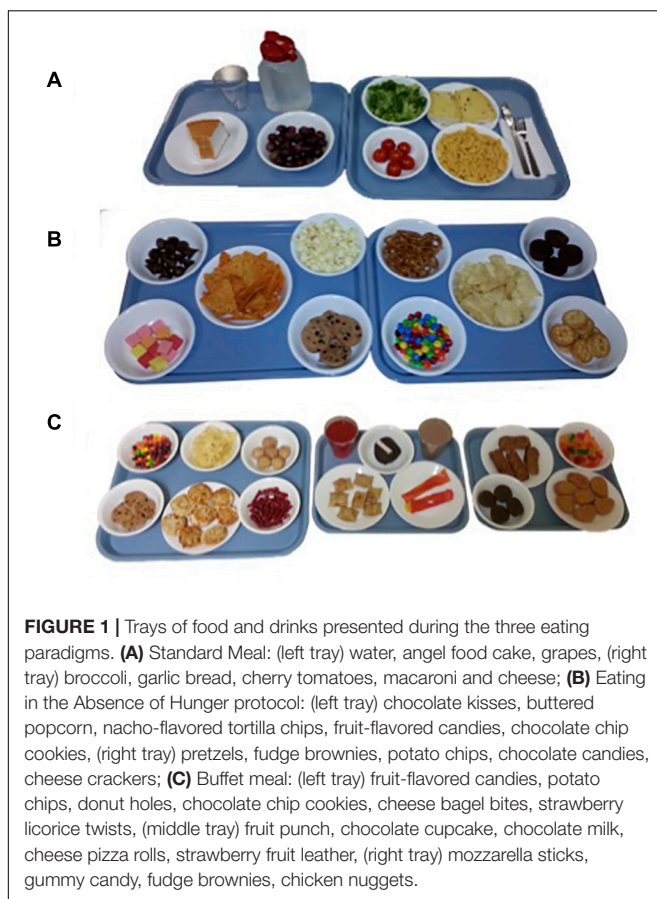 A
B
C
FIGURE 1 | Trays of food and drinks presented during the three eating
paradigms. (A) Standard Meal: (left tray) water, angel food cake, grapes, (right
tray) broccoli, garlic bread, cherry tomatoes, macaroni and cheese; (B) Eating
in the Absence of Hunger protocol: (left tray) chocolate kisses, buttered
popcorn, nacho-flavored tortilla chips, fruit-flavored candies, chocolate chip
cookies, (right tray) pretzels, fudge brownies, potato chips, chocolate candies,
cheese crackers; (C) Buffet meal: (left tray) fruit-flavored candies, potato
chips, donut holes, chocolate chip cookies, cheese bagel bites, strawberry
licorice twists, (middle tray) fruit punch, chocolate cupcake, chocolate milk,
cheese pizza rolls, strawberry fruit leather, (right tray) mozzarella sticks,
gummy candy, fudge brownies, chicken nuggets.